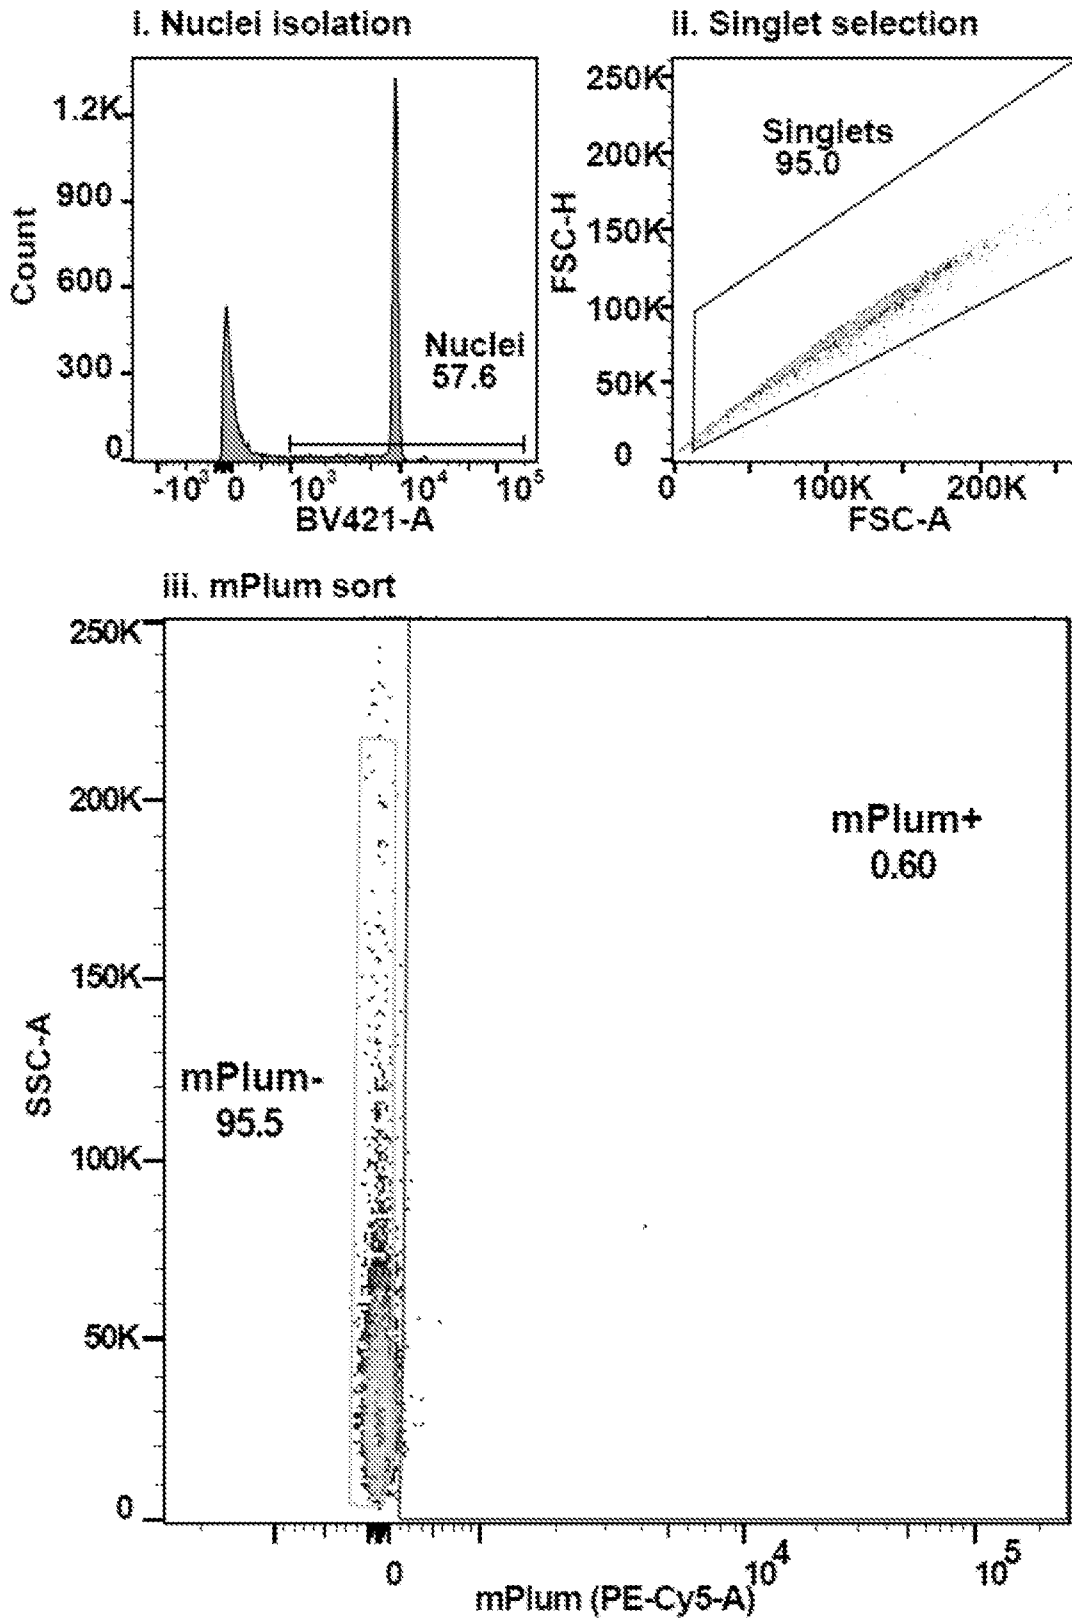 i. Nuclei isolation
1.2K
900
600
300
0
Count
Nuclei
57.6
-10³ 0 10³ 10⁴ 10⁵
BV421-A
ii. Singlet selection
250K
200K
150K
100K
50K
0
FSC-H
Singlets
95.0
0 100K 200K
FSC-A
iii. mPlum sort
250K
200K
150K
100K
50K
0
SSC-A
mPlum-
95.5
mPlum+
0.60
0 10⁴ 10⁵
mPlum (PE-Cy5-A)